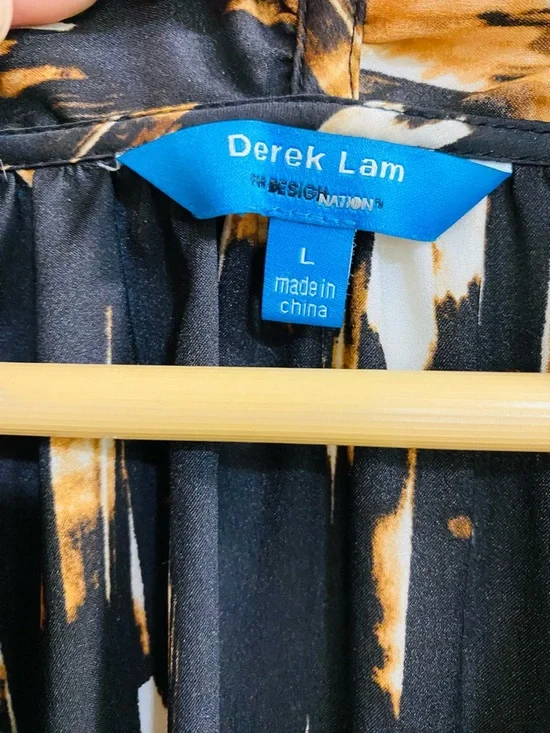 Derek Lam
DESIGNATION
L
made in
china